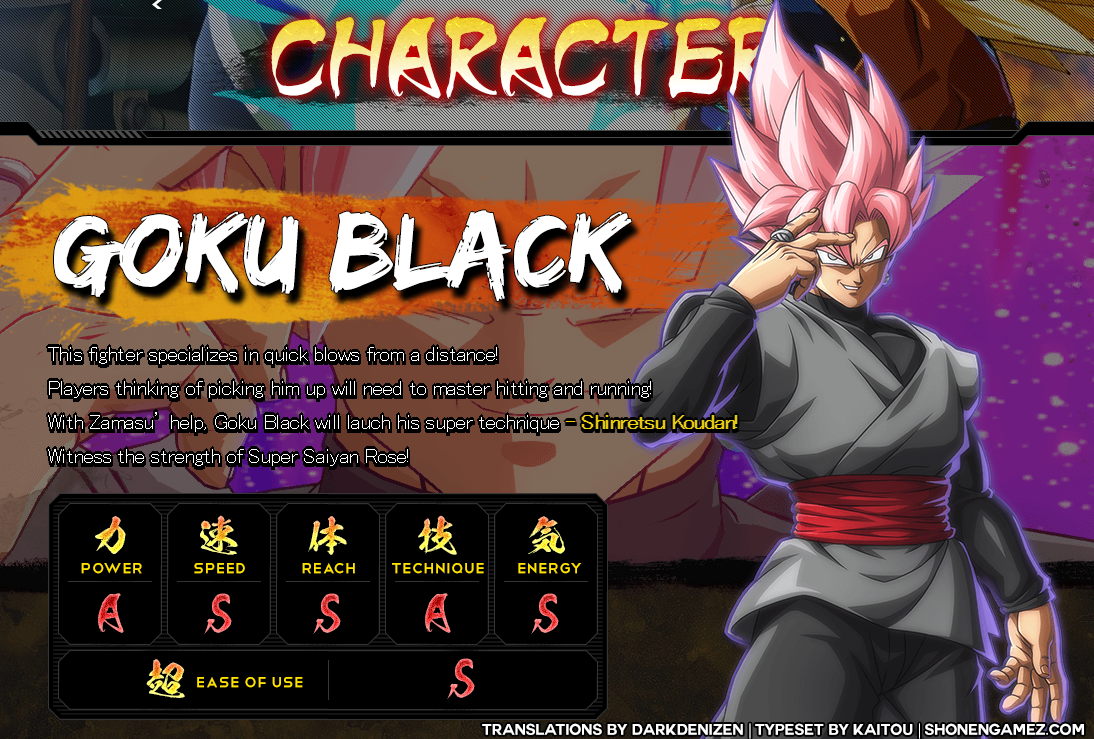 CHARACTER
GOKU BLACK
This fighter specializes in quick blows from a distance!
Players thinking of picking him up will need to master hitting and running!
With Zamasu’ help, Goku Black will lauch his super technique - Shinretsu Koudan!
Witness the strength of Super Saiyan Rose!
力 速 体 技 気
POWER SPEED REACH TECHNIQUE ENERGY
A S S A S
超 EASE OF USE S
TRANSLATIONS BY DARKDENIZEN | TYPESET BY KAITOU | SHONENGAMEZ.COM